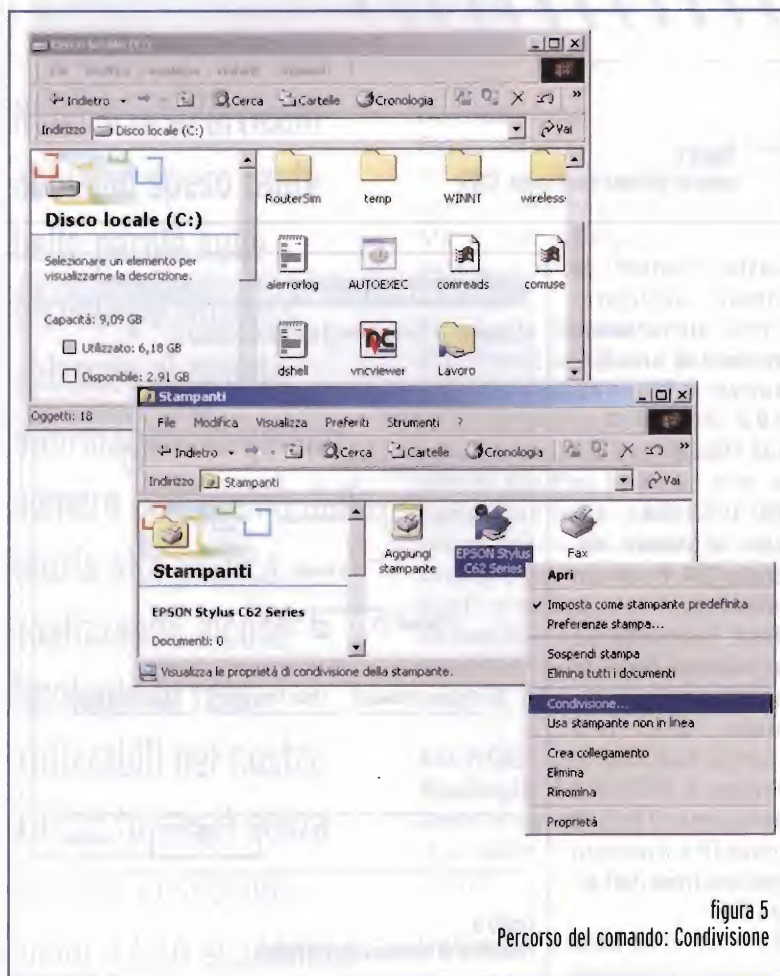 Disco locale (C:)
Indietro Cerca Cartelle Cronologia »
Indirizzo Disco locale (C:) Vai
Disco locale (C:)
Selezionare un elemento per
visualizzarne la descrizione.
Capacità: 9,09 GB
Utilizzato: 6,18 GB
Disponibile: 2,91 GB
RouterSim temp WINNT wireless
alerrorlog AUTOEXEC comreads comuse
dshell vncviewer Lavoro
Oggetti: 18
Stampanti
File Modifica Visualizza Preferiti Strumenti ?
Indietro Cerca Cartelle Cronologia »
Indirizzo Stampanti Vai
Stampanti
EPSON Stylus C62 Series
Documenti: 0
Aggiungi
stampante
EPSON Stylus
C62 Series
Fax
Visualizza le proprietà di condivisione della stampante.
Apri
Imposta come stampante predefinita
Preferenze stampa...
Sospendi stampa
Elimina tutti i documenti
Condivisione...
Usa stampante non in linea
Crea collegamento
Elimina
Rinomina
Proprietà
figura 5
Percorso del comando: Condivisione